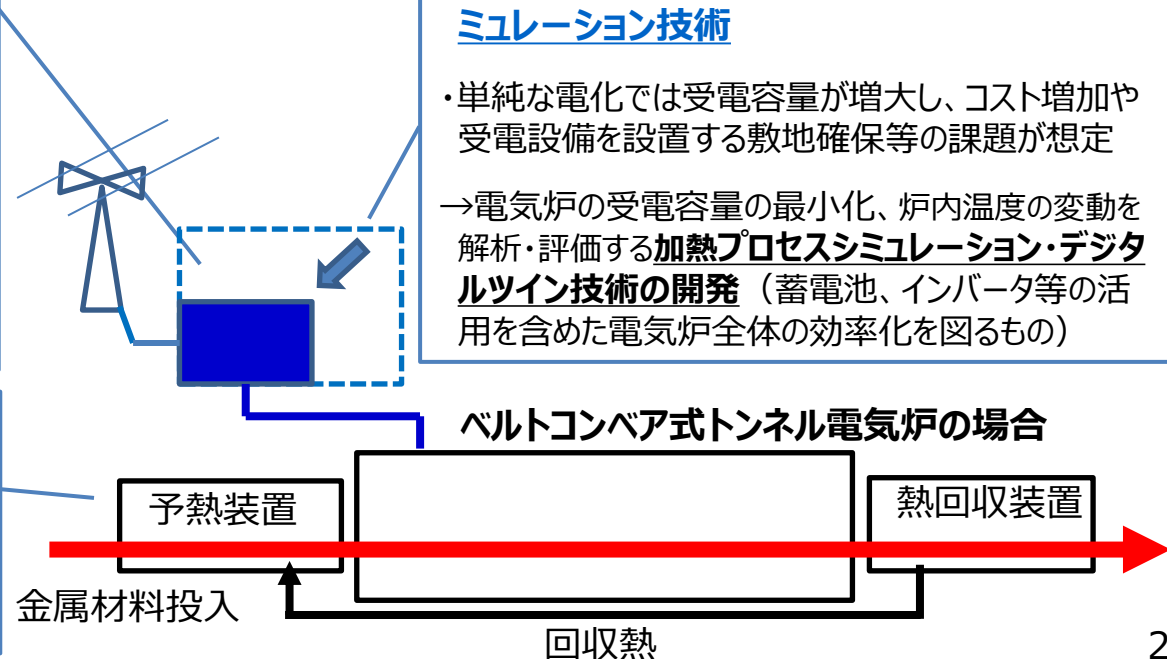 ミュレーション技術
・単純な電化では受電容量が増大し、コスト増加や
受電設備を設置する敷地確保等の課題が想定
→電気炉の受電容量の最小化、炉内温度の変動を
解析・評価する加熱プロセスシミュレーション・デジタ
ルツイン技術の開発（蓄電池、インバータ等の活
用を含めた電気炉全体の効率化を図るもの）
ベルトコンベア式トンネル電気炉の場合
予熱装置
熱回収装置
金属材料投入
回収熱
2